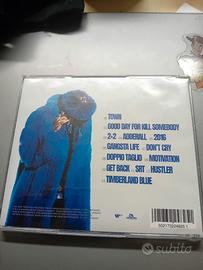 TOWN
GOOD DAY FOR KILL SOMEBODY
2-2 ADDEBALL 2016
GANGSTA LIFE DON'T CRY
DOPPIO TAGLIO MOTIVATION
GET BACK SRT HUSTLER
TIMBERLAND BLUE
subito